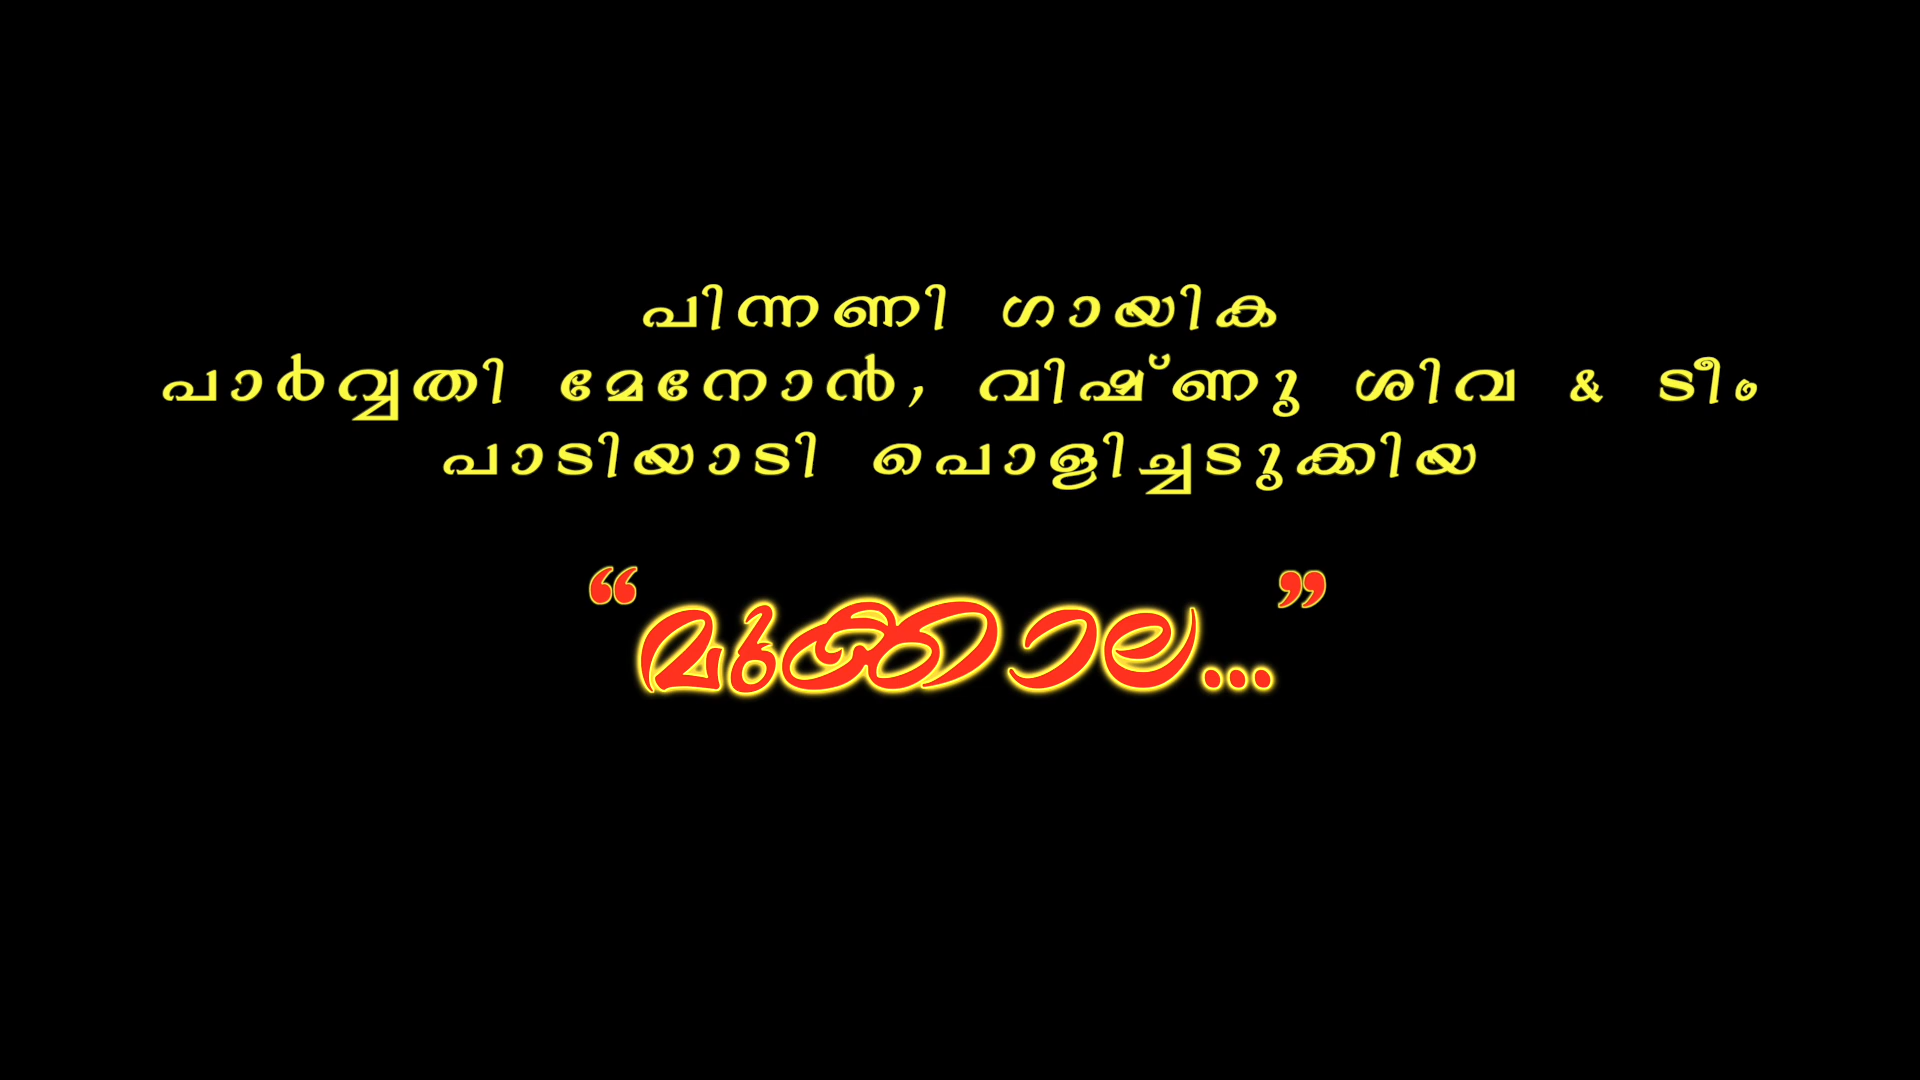 പിന്നണി ഗായിക
പാർവ്വതി മേനോൻ, വിഷ്ണു ശിവ & ടീം
പാടിയാടി പൊളിച്ചടുക്കിയ
“മുക്കാല...”